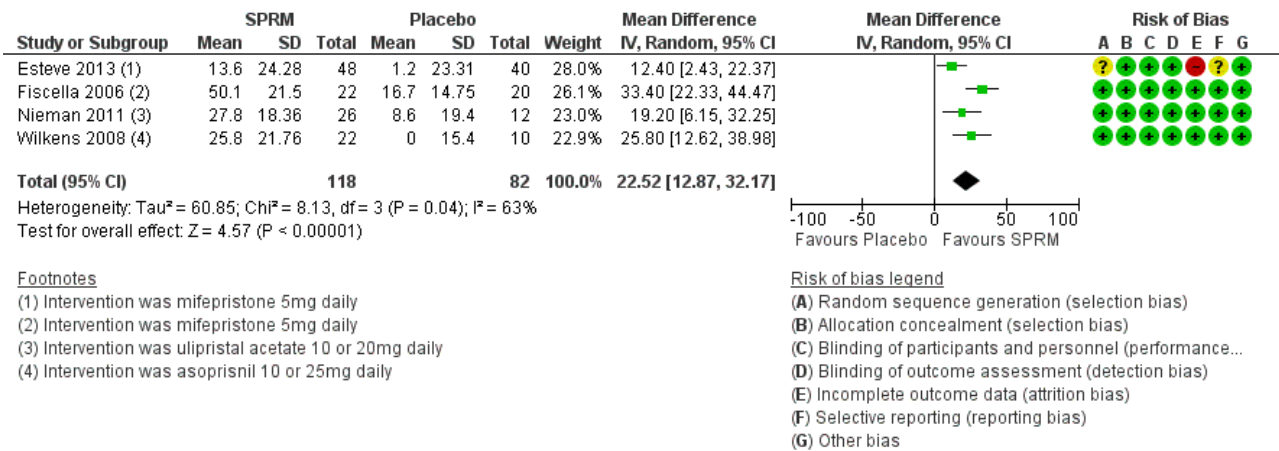 SPRM Placebo Mean Difference Mean Difference Risk of Bias
Study or Subgroup Mean SD Total Mean SD Total Weight IV, Random, 95% CI IV, Random, 95% CI A B C D E F G
Esteve 2013 (1) 13.6 24.28 48 1.2 23.31 40 28.0% 12.40 [2.43, 22.37] ? + + + − ? +
Fiscella 2006 (2) 50.1 21.5 22 16.7 14.75 20 26.1% 33.40 [22.33, 44.47] + + + + + + +
Nieman 2011 (3) 27.8 18.36 26 8.6 19.4 12 23.0% 19.20 [6.15, 32.25] + + + + + + +
Wilkens 2008 (4) 25.8 21.76 22 0 15.4 10 22.9% 25.80 [12.62, 38.98] + + + + + + +
Total (95% CI) 118 82 100.0% 22.52 [12.87, 32.17]
Heterogeneity: Tau² = 60.85; Chi² = 8.13, df = 3 (P = 0.04); I² = 63%
Test for overall effect: Z = 4.57 (P < 0.00001)
-100 -50 0 50 100
Favours Placebo Favours SPRM
Footnotes
(1) Intervention was mifepristone 5mg daily
(2) Intervention was mifepristone 5mg daily
(3) Intervention was ulipristal acetate 10 or 20mg daily
(4) Intervention was asoprisnil 10 or 25mg daily
Risk of bias legend
(A) Random sequence generation (selection bias)
(B) Allocation concealment (selection bias)
(C) Blinding of participants and personnel (performance...
(D) Blinding of outcome assessment (detection bias)
(E) Incomplete outcome data (attrition bias)
(F) Selective reporting (reporting bias)
(G) Other bias